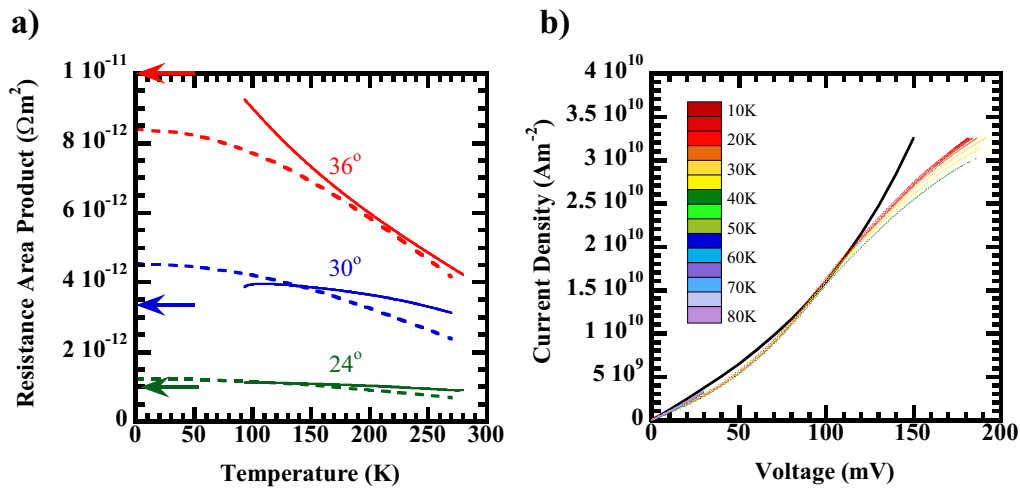 a)
Resistance Area Product (Ωm²)
1 10⁻¹¹
8 10⁻¹²
6 10⁻¹²
4 10⁻¹²
2 10⁻¹²
0
36°
30°
24°
0 50 100 150 200 250 300
Temperature (K)
b)
Current Density (Am⁻²)
4 10¹⁰
3.5 10¹⁰
3 10¹⁰
2.5 10¹⁰
2 10¹⁰
1.5 10¹⁰
1 10¹⁰
5 10⁹
0
10K
20K
30K
40K
50K
60K
70K
80K
0 50 100 150 200
Voltage (mV)